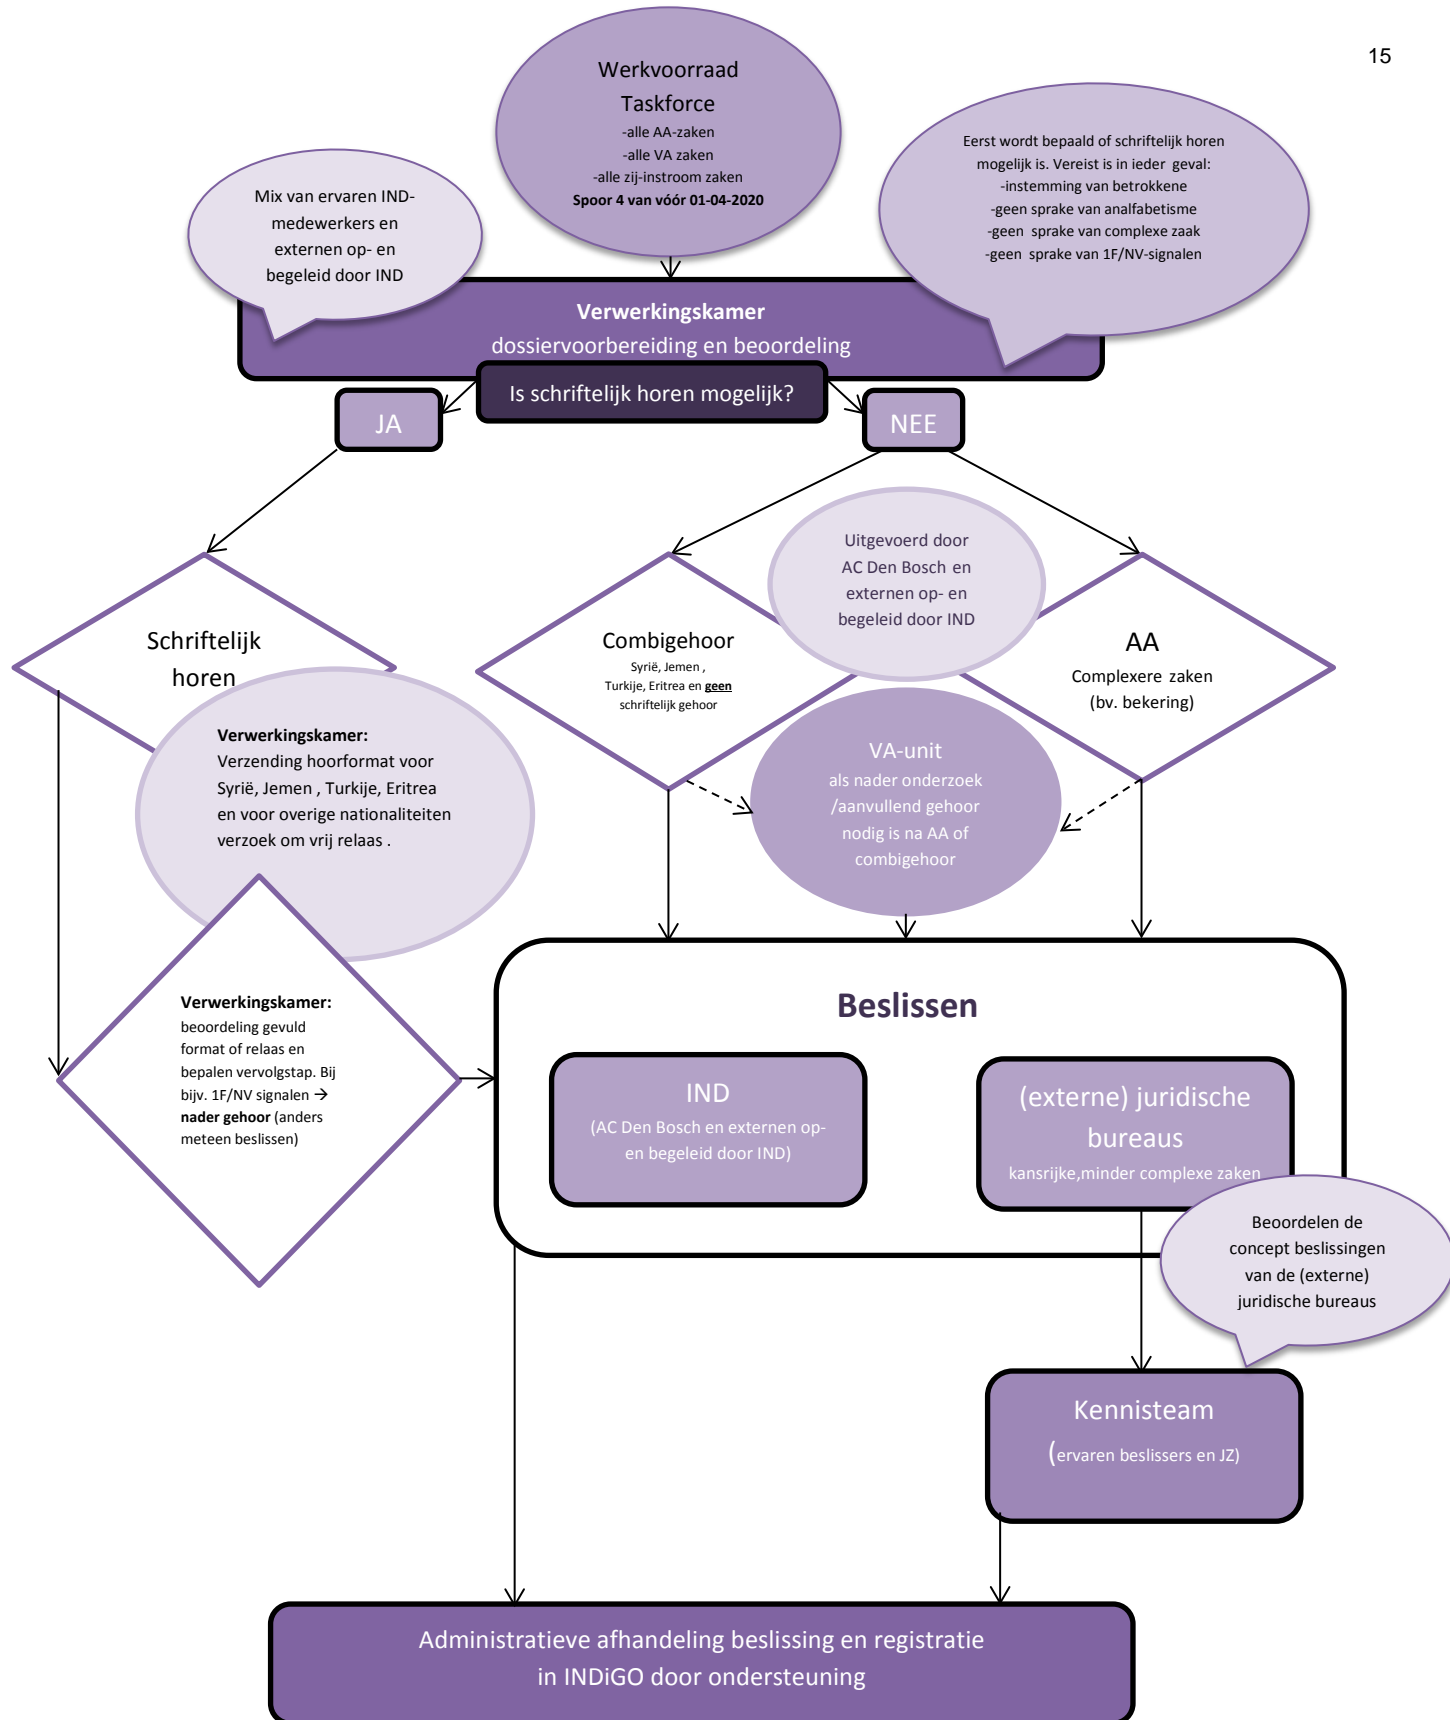 15
Werkvoorraad
Taskforce
-alle AA-zaken
-alle VA zaken
-alle zij-instroom zaken
Spoor 4 van vóór 01-04-2020
Mix van ervaren IND-
medewerkers en
externen op- en
begeleid door IND
Eerst wordt bepaald of schriftelijk horen
mogelijk is. Vereist is in ieder geval:
-instemming van betrokkene
-geen sprake van analfabetisme
-geen sprake van complexe zaak
-geen sprake van 1F/NV-signalen
Verwerkingskamer
dossiervoorbereiding en beoordeling
Is schriftelijk horen mogelijk?
JA
NEE
Schriftelijk
horen
Combigehoor
Syrië, Jemen ,
Turkije, Eritrea en geen
schriftelijk gehoor
Uitgevoerd door
AC Den Bosch en
externen op- en
begeleid door IND
AA
Complexere zaken
(bv. bekering)
Verwerkingskamer:
Verzending hoorformat voor
Syrië, Jemen , Turkije, Eritrea
en voor overige nationaliteiten
verzoek om vrij relaas .
VA-unit
als nader onderzoek
/aanvullend gehoor
nodig is na AA of
combigehoor
Verwerkingskamer:
beoordeling gevuld
format of relaas en
bepalen vervolgstap. Bij
bijv. 1F/NV signalen →
nader gehoor (anders
meteen beslissen)
Beslissen
IND
(AC Den Bosch en externen op-
en begeleid door IND)
(externe) juridische
bureaus
kansrijke,minder complexe zaken
Beoordelen de
concept beslissingen
van de (externe)
juridische bureaus
Kennisteam
(ervaren beslissers en JZ)
Administratieve afhandeling beslissing en registratie
in INDiGO door ondersteuning